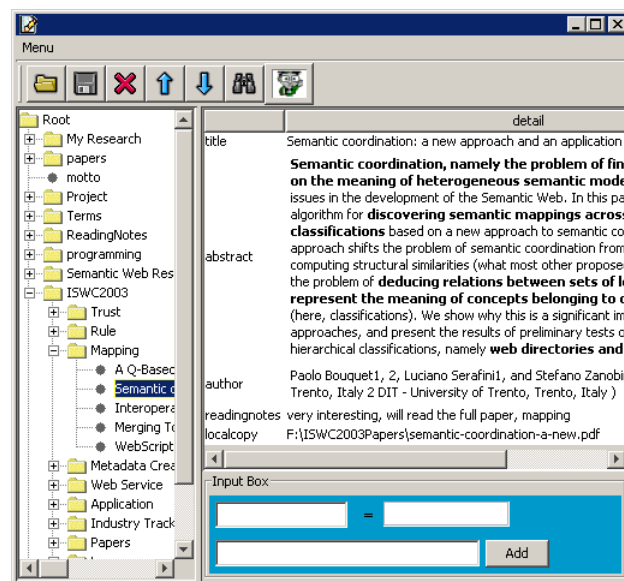 Menu
Root
My Research
papers
motto
Project
Terms
ReadingNotes
programming
Semantic Web Res
ISWC2003
Trust
Rule
Mapping
A Q-Based
Semantic
Interopera
Merging To
WebScript
Metadata Crea
Web Service
Application
Industry Track
Papers
detail
title Semantic coordination: a new approach and an application
abstract
Semantic coordination, namely the problem of fin
on the meaning of heterogeneous semantic mode
issues in the development of the Semantic Web. In this pa
algorithm for discovering semantic mappings across
classifications based on a new approach to semantic co
approach shifts the problem of semantic coordination from
computing structural similarities (what most other propose
the problem of deducing relations between sets of l
represent the meaning of concepts belonging to
(here, classifications). We show why this is a significant im
approaches, and present the results of preliminary tests o
hierarchical classifications, namely web directories and
author
Paolo Bouquet1, 2, Luciano Serafini1, and Stefano Zanobi
Trento, Italy 2 DIT - University of Trento, Trento, Italy )
readingnotes very interesting, will read the full paper, mapping
localcopy F:\ISWC2003Papers\semantic-coordination-a-new.pdf
Input Box
=
Add